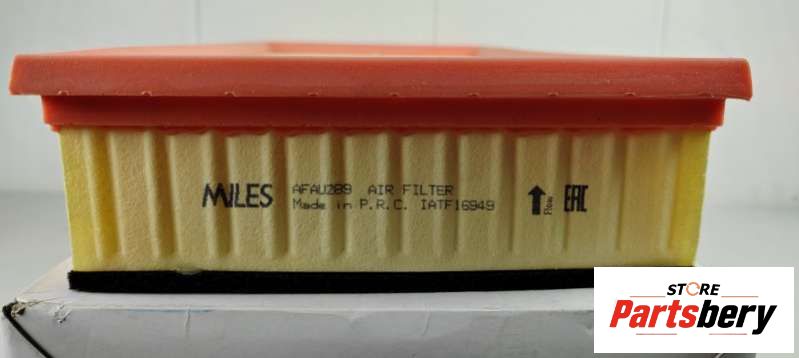 MILES
AFAU289 AIR FILTER
Made in P.R.C. IATF16949
Flow
EAC
STORE
Partsbery